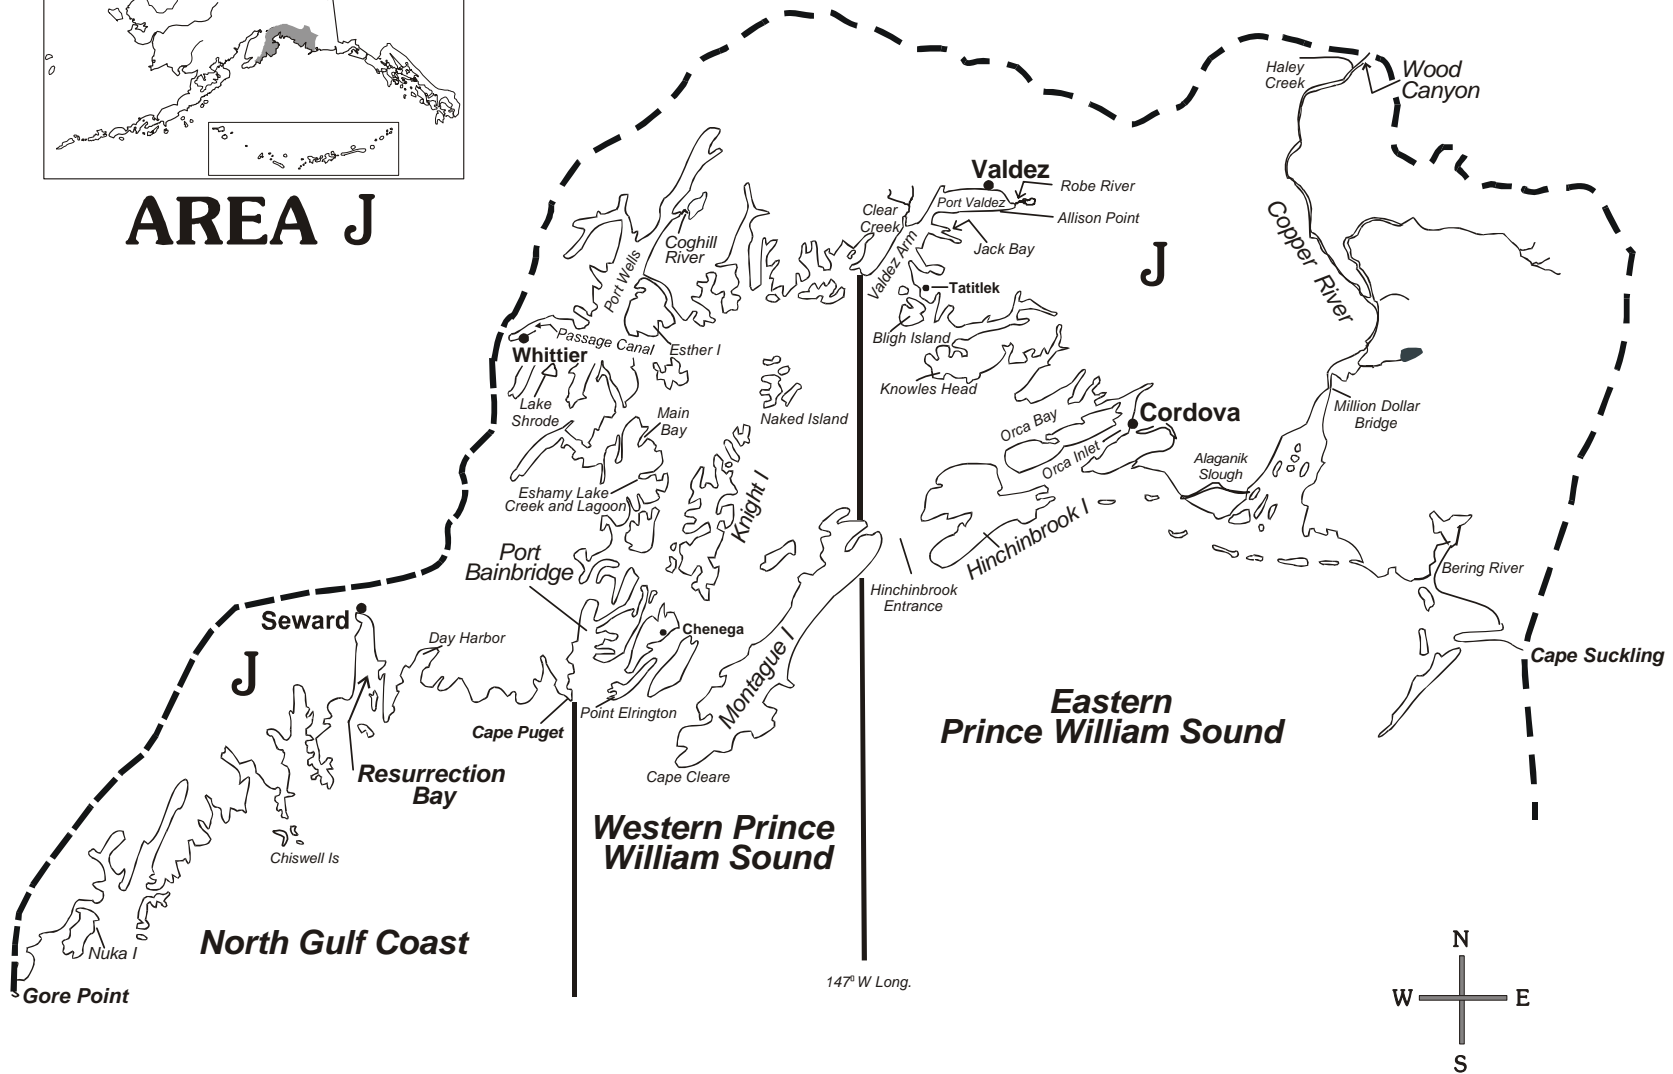 AREA J
Haley
Creek
Wood
Canyon
Valdez
Robe River
Port Valdez
Allison Point
Clear
Creek
Jack Bay
Valdez Arm
Coghill
River
Port Wells
Copper River
J
Tatitlek
Bligh Island
Passage Canal
Esther I
Whittier
Knowles Head
Lake
Shrode
Main
Bay
Naked Island
Million Dollar
Bridge
Orca Bay
Cordova
Orca Inlet
Alaganik
Slough
Eshamy Lake
Creek and Lagoon
Knight I
Hinchinbrook I
Port
Bainbridge
Hinchinbrook
Entrance
Bering River
Seward
Chenega
Day Harbor
J
Montague I
Cape Suckling
Point Elrington
Cape Puget
Eastern
Prince William Sound
Resurrection
Bay
Cape Cleare
Western Prince
William Sound
Chiswell Is
North Gulf Coast
Nuka I
Gore Point
147⁰ W Long.
N
W
E
S